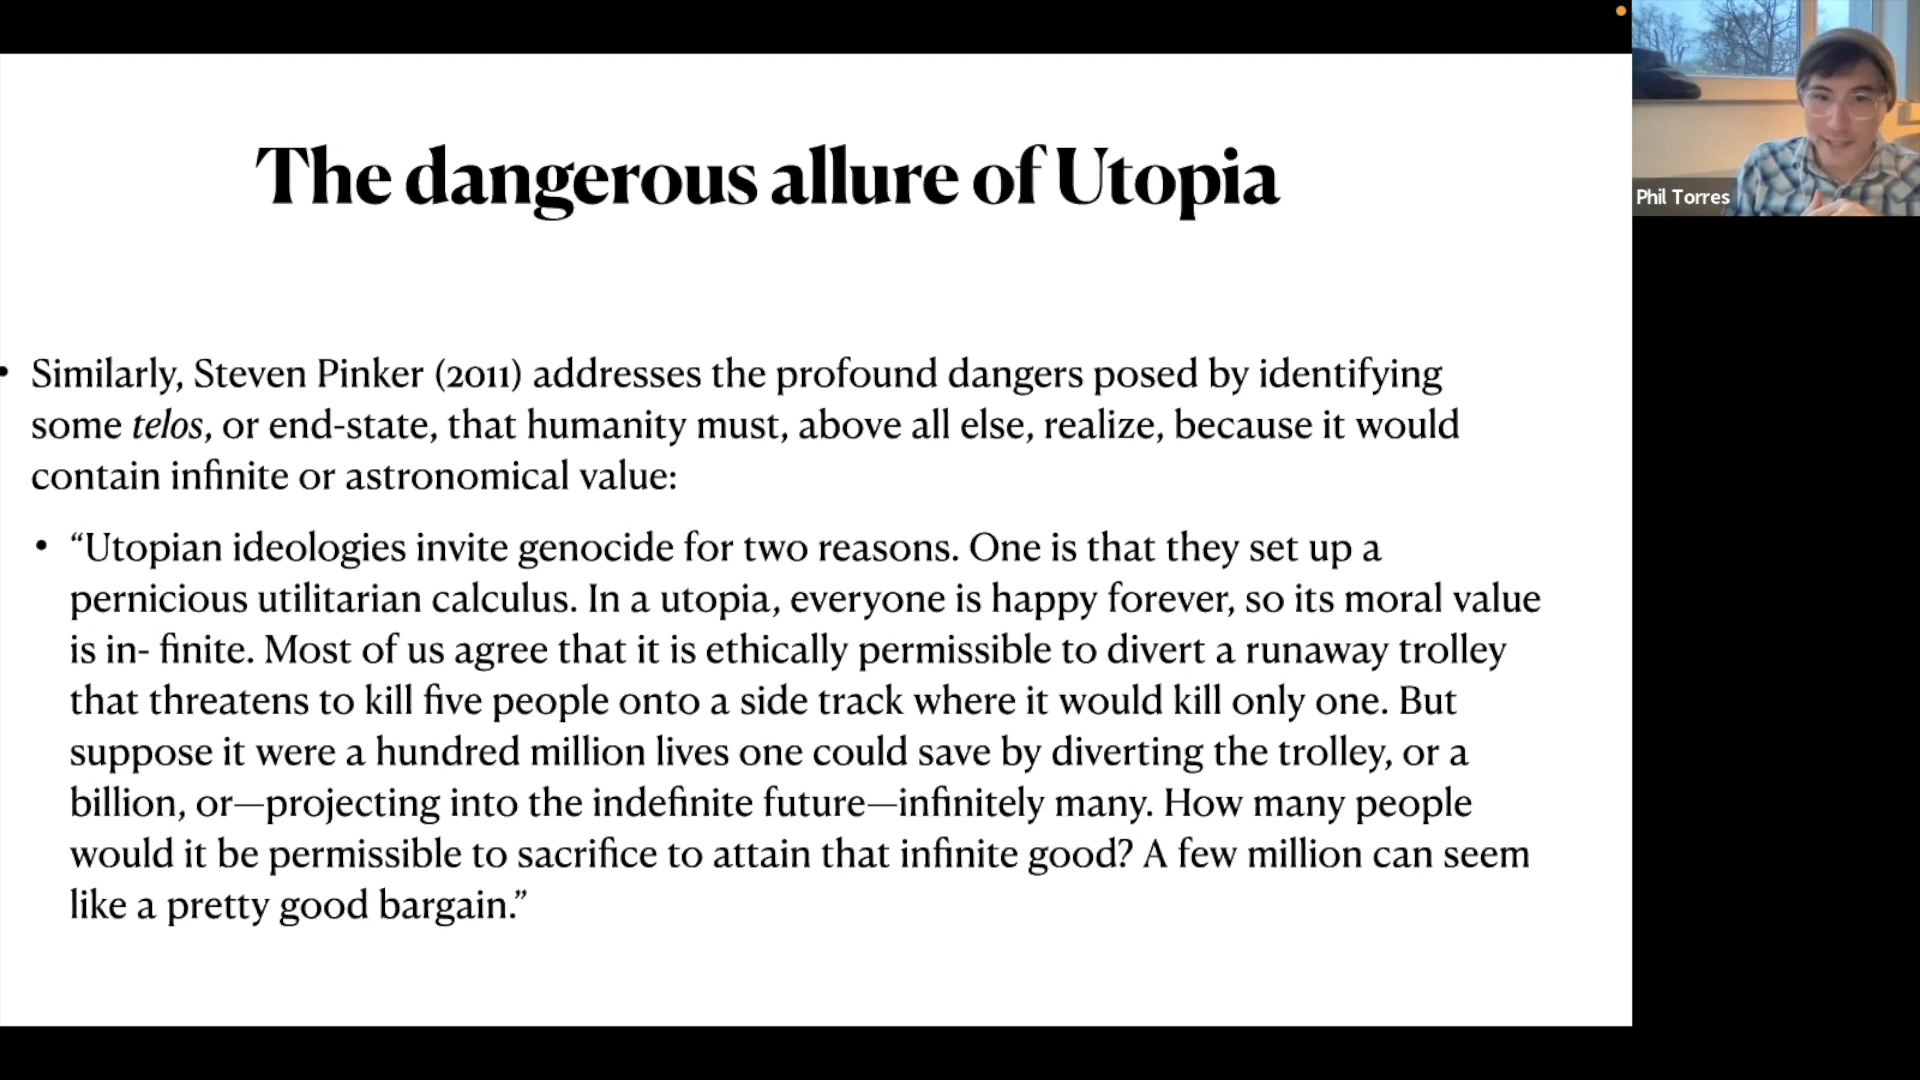 The dangerous allure of Utopia
Phil Torres
• Similarly, Steven Pinker (2011) addresses the profound dangers posed by identifying
some telos, or end-state, that humanity must, above all else, realize, because it would
contain infinite or astronomical value:
• “Utopian ideologies invite genocide for two reasons. One is that they set up a
pernicious utilitarian calculus. In a utopia, everyone is happy forever, so its moral value
is in- finite. Most of us agree that it is ethically permissible to divert a runaway trolley
that threatens to kill five people onto a side track where it would kill only one. But
suppose it were a hundred million lives one could save by diverting the trolley, or a
billion, or—projecting into the indefinite future—infinitely many. How many people
would it be permissible to sacrifice to attain that infinite good? A few million can seem
like a pretty good bargain.”